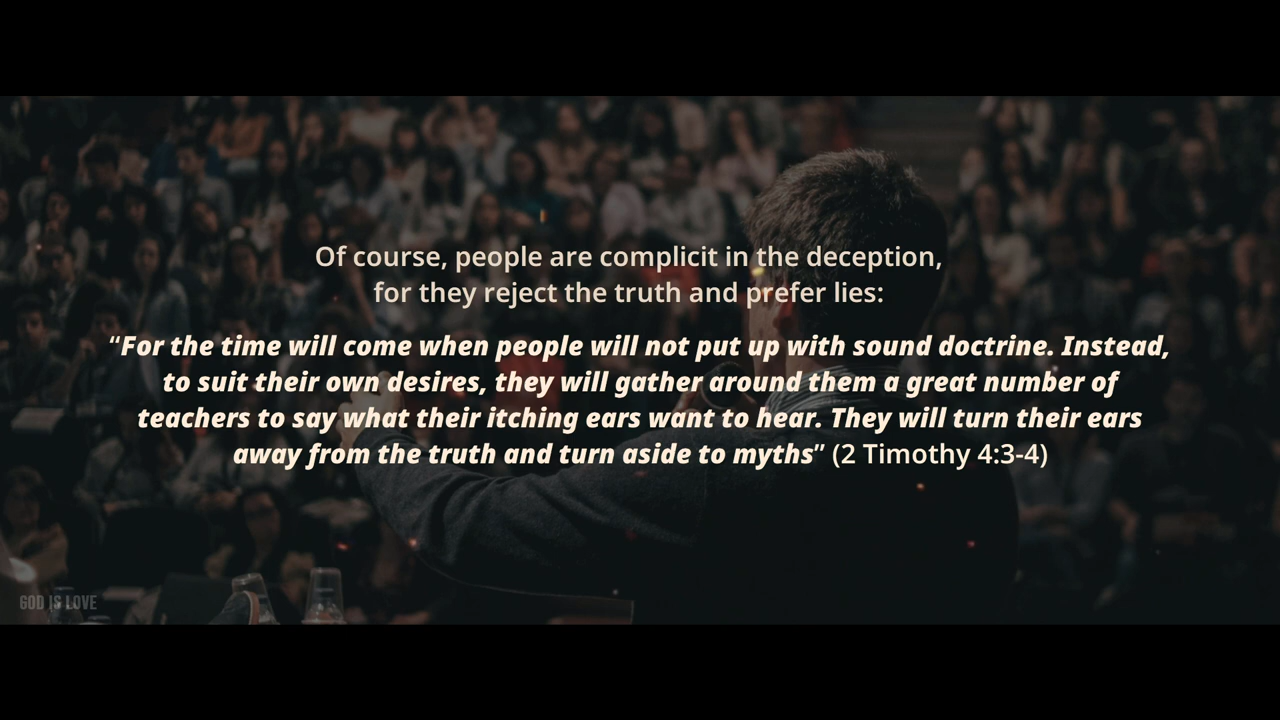 Of course, people are complicit in the deception,
for they reject the truth and prefer lies:
“For the time will come when people will not put up with sound doctrine. Instead,
to suit their own desires, they will gather around them a great number of
teachers to say what their itching ears want to hear. They will turn their ears
away from the truth and turn aside to myths” (2 Timothy 4:3-4)
GOD IS LOVE